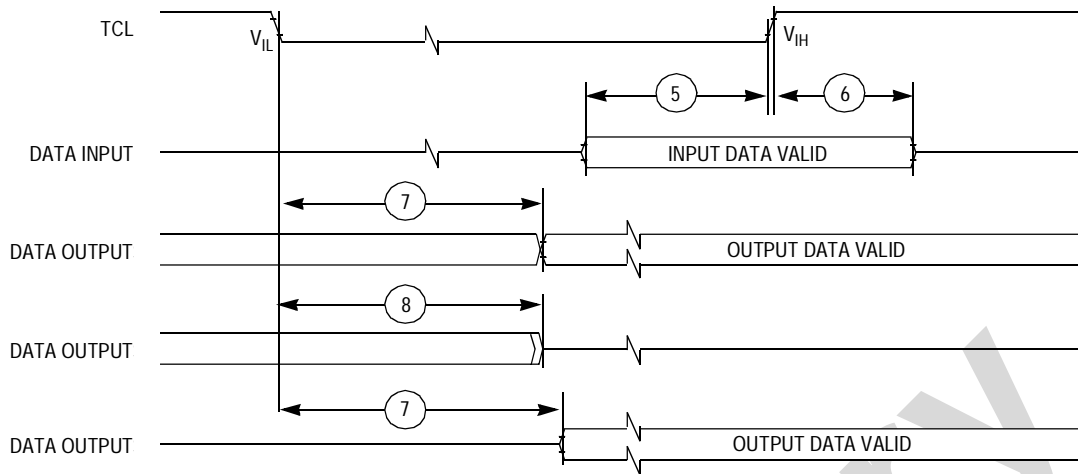 TCL
V_IL
V_IH
5
6
DATA INPUT
INPUT DATA VALID
7
DATA OUTPUT
OUTPUT DATA VALID
8
DATA OUTPUT
7
DATA OUTPUT
OUTPUT DATA VALID